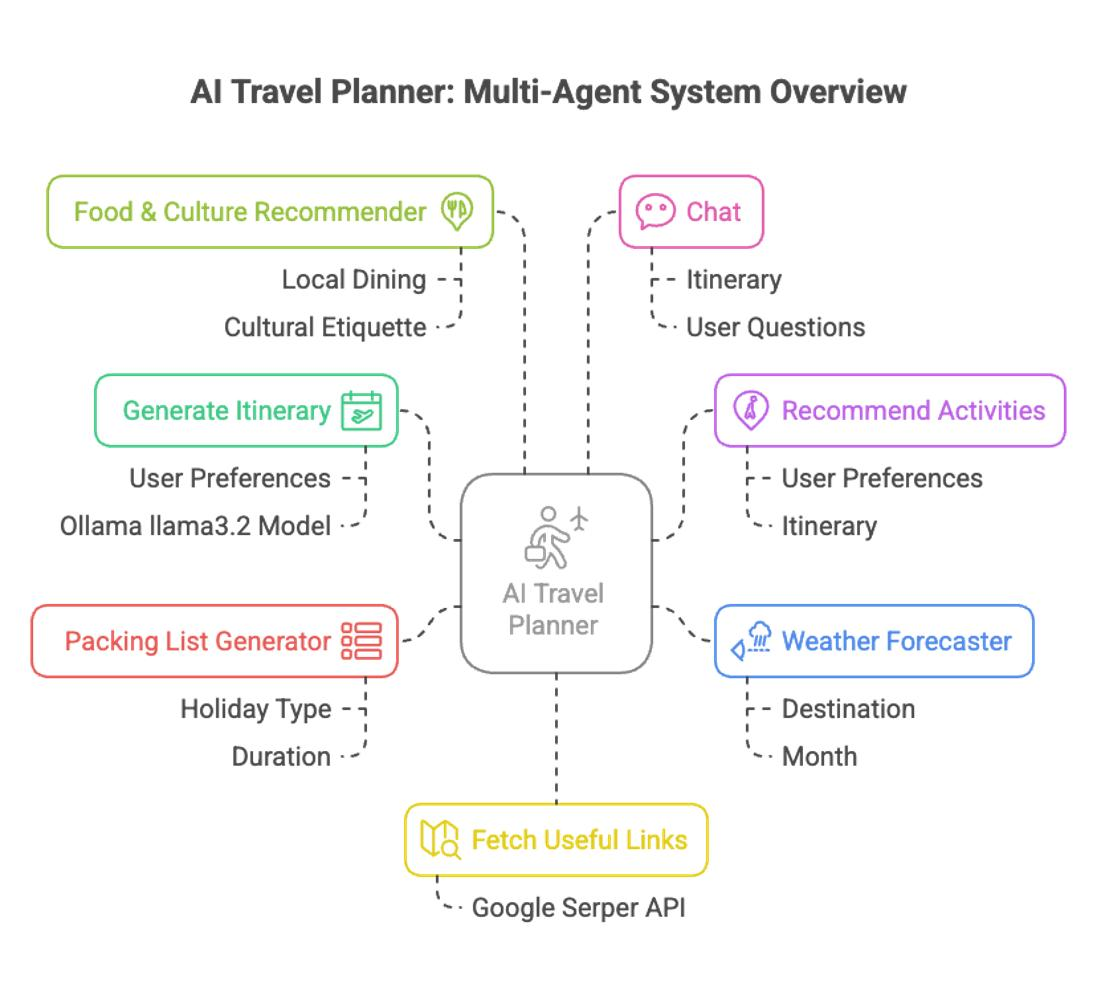 AI Travel Planner: Multi-Agent System Overview
Food & Culture Recommender
Local Dining
Cultural Etiquette
Chat
Itinerary
User Questions
Generate Itinerary
User Preferences
Ollama llama3.2 Model
Recommend Activities
User Preferences
Itinerary
AI Travel
Planner
Packing List Generator
Holiday Type
Duration
Weather Forecaster
Destination
Month
Fetch Useful Links
Google Serper API